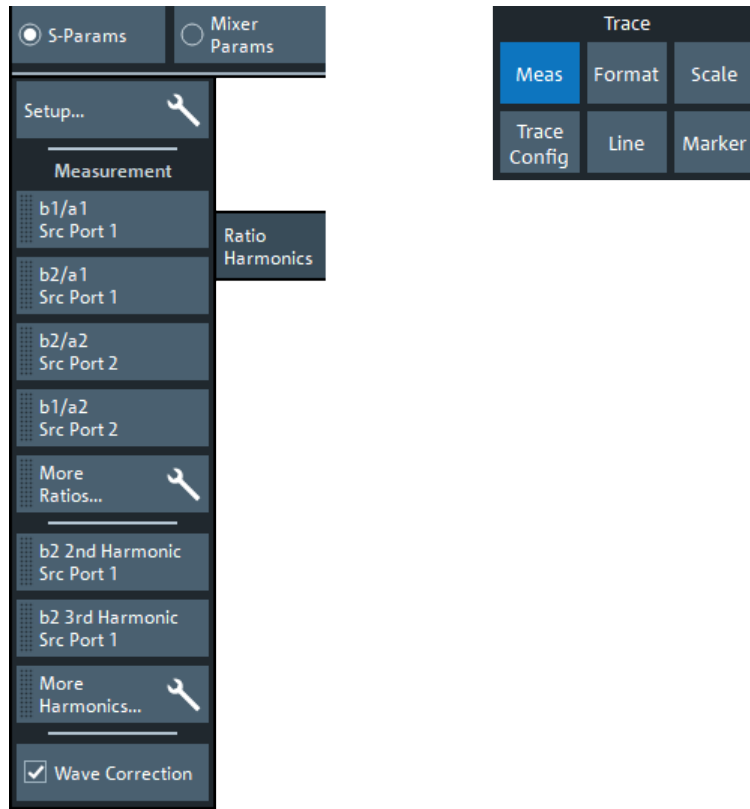 S-Params
Mixer
Params
Setup...
Measurement
b1/a1
Src Port 1
b2/a1
Src Port 1
b2/a2
Src Port 2
b1/a2
Src Port 2
More
Ratios...
b2 2nd Harmonic
Src Port 1
b2 3rd Harmonic
Src Port 1
More
Harmonics...
Wave Correction
Ratio
Harmonics
Trace
Meas
Format
Scale
Trace
Config
Line
Marker